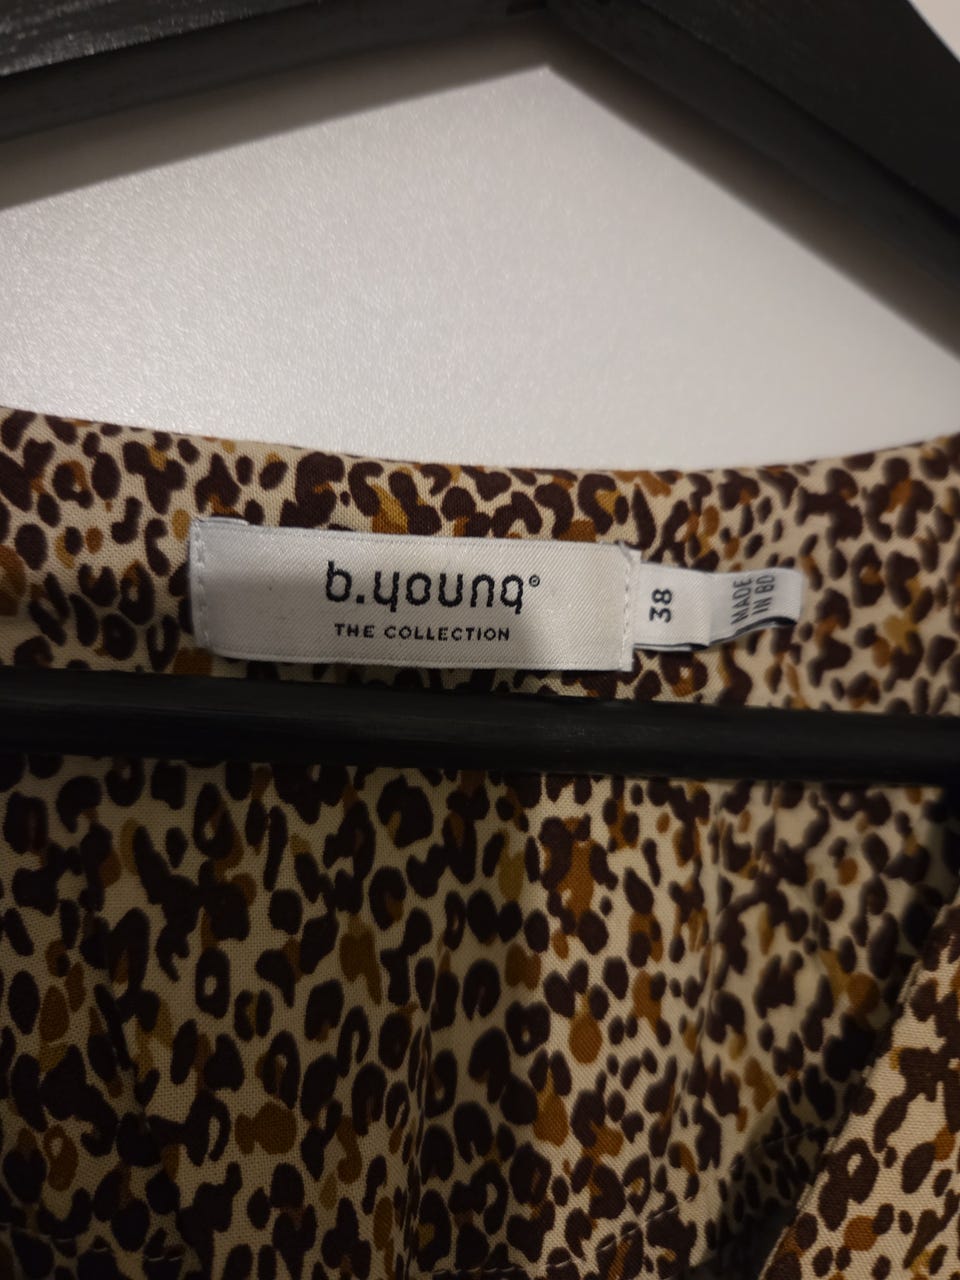 b.young®
THE COLLECTION
38
MADE
IN BD